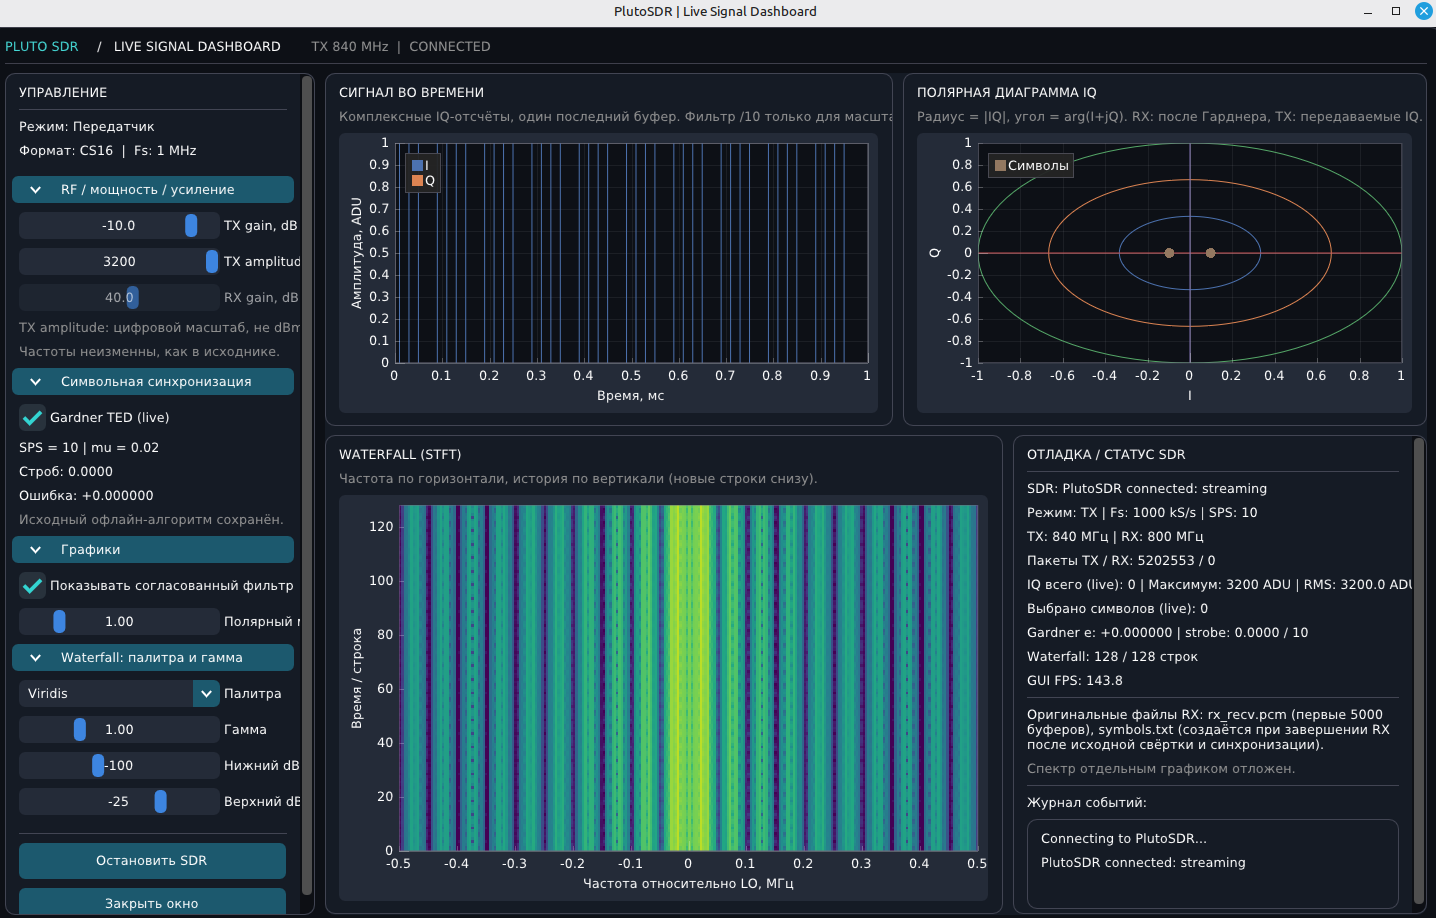 PlutoSDR | Live Signal Dashboard
PLUTO SDR / LIVE SIGNAL DASHBOARD TX 840 MHz | CONNECTED
УПРАВЛЕНИЕ
Режим: Передатчик
Формат: CS16 | Fs: 1 MHz
RF / мощность / усиление
-10.0 TX gain, dB
3200 TX amplitud
40.0 RX gain, dB
TX amplitude: цифровой масштаб, не dBm
Частоты неизменны, как в исходнике.
Символьная синхронизация
Gardner TED (live)
SPS = 10 | mu = 0.02
Строб: 0.0000
Ошибка: +0.000000
Исходный офлайн-алгоритм сохранён.
Графики
Показывать согласованный фильтр
1.00 Полярный
Waterfall: палитра и гамма
Viridis Палитра
1.00 Гамма
-100 Нижний dB
-25 Верхний dB
Остановить SDR
Закрыть окно
СИГНАЛ ВО ВРЕМЕНИ
Комплексные IQ-отсчёты, один последний буфер. Фильтр /10 только для масшта
I
Q
Амплитуда, ADU
1
0.9
0.8
0.7
0.6
0.5
0.4
0.3
0.2
0.1
0
0 0.1 0.2 0.3 0.4 0.5 0.6 0.7 0.8 0.9 1
Время, мс
ПОЛЯРНАЯ ДИАГРАММА IQ
Радиус = |IQ|, угол = arg(I+jQ). RX: после Гарднера, TX: передаваемые IQ.
Символы
Q
1
0.8
0.6
0.4
0.2
0
-0.2
-0.4
-0.6
-0.8
-1
-1 -0.8 -0.6 -0.4 -0.2 0 0.2 0.4 0.6 0.8 1
I
WATERFALL (STFT)
Частота по горизонтали, история по вертикали (новые строки снизу).
Время / строка
120
100
80
60
40
20
0
-0.5 -0.4 -0.3 -0.2 -0.1 0 0.1 0.2 0.3 0.4 0.5
Частота относительно LO, МГц
ОТЛАДКА / СТАТУС SDR
SDR: PlutoSDR connected: streaming
Режим: TX | Fs: 1000 kS/s | SPS: 10
TX: 840 МГц | RX: 800 МГц
Пакеты TX / RX: 5202553 / 0
IQ всего (live): 0 | Максимум: 3200 ADU | RMS: 3200.0 ADU
Выбрано символов (live): 0
Gardner e: +0.000000 | strobe: 0.0000 / 10
Waterfall: 128 / 128 строк
GUI FPS: 143.8
Оригинальные файлы RX: rx_recv.pcm (первые 5000
буферов), symbols.txt (создаётся при завершении RX
после исходной свёртки и синхронизации).
Спектр отдельным графиком отложен.
Журнал событий:
Connecting to PlutoSDR...
PlutoSDR connected: streaming